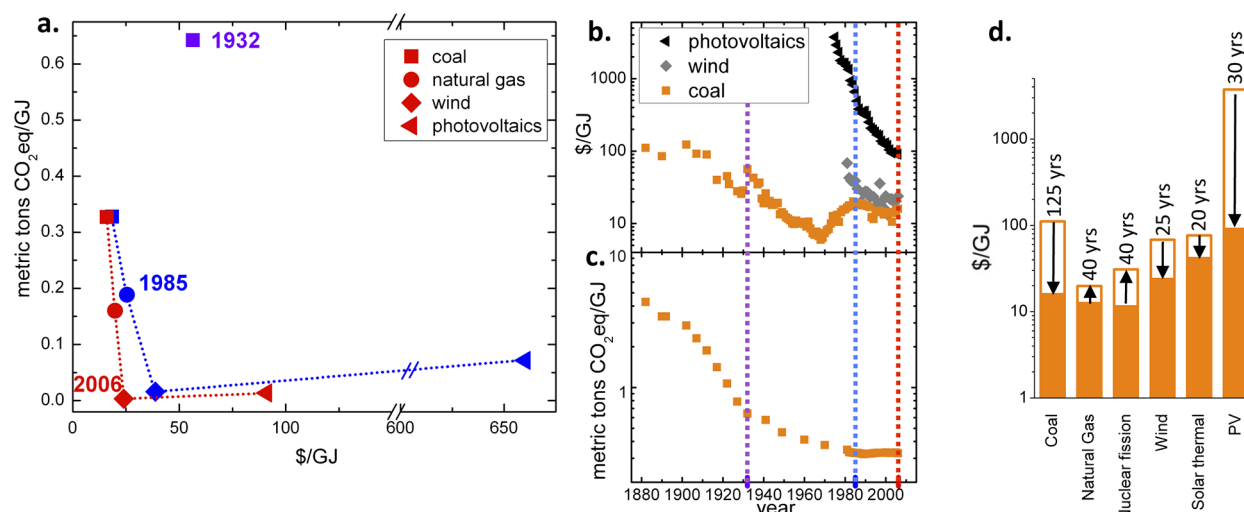 a.
metric tons CO2eq/GJ
0.6
0.5
0.4
0.3
0.2
0.1
0.0
1932
1985
2006
coal
natural gas
wind
photovoltaics
0
50
100
600
650
$/GJ
b.
photovoltaics
wind
coal
$/GJ
1000
100
10
c.
metric tons CO2eq/GJ
10
1
1880 1900 1920 1940 1960 1980 2000
year
d.
$/GJ
1000
100
10
1
125 yrs
40 yrs
40 yrs
25 yrs
20 yrs
30 yrs
Coal
Natural Gas
Nuclear fission
Wind
Solar thermal
PV